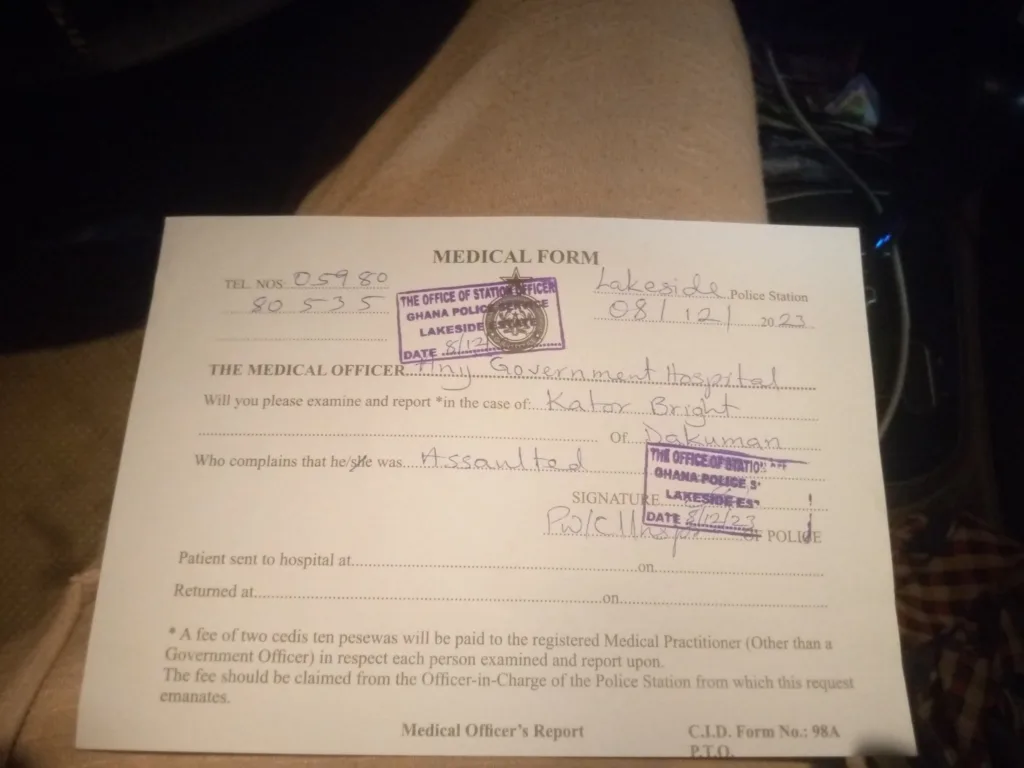 MEDICAL FORM
TEL. NOS. 05980
80535
THE OFFICE OF STATION OFFICER
GHANA POLICE SERVICE
LAKESIDE ESTATE
DATE 8/12
Lakeside Police Station
08/12/ 2023
THE MEDICAL OFFICER Any Government Hospital
Will you please examine and report *in the case of: Kator Bright
Of Dakuman
Who complains that he/she was Assaulted
THE OFFICE OF STATIO
GHANA POLICE S
LAKESIDE ES
DATE 8/12/23
SIGNATURE
PW/C/Inspr OF POLICE
Patient sent to hospital at on
Returned at on
* A fee of two cedis ten pesewas will be paid to the registered Medical Practitioner (Other than a
Government Officer) in respect each person examined and report upon.
The fee should be claimed from the Officer-in-Charge of the Police Station from which this request
emanates.
Medical Officer's Report
C.I.D. Form No.: 98A
P.T.O.